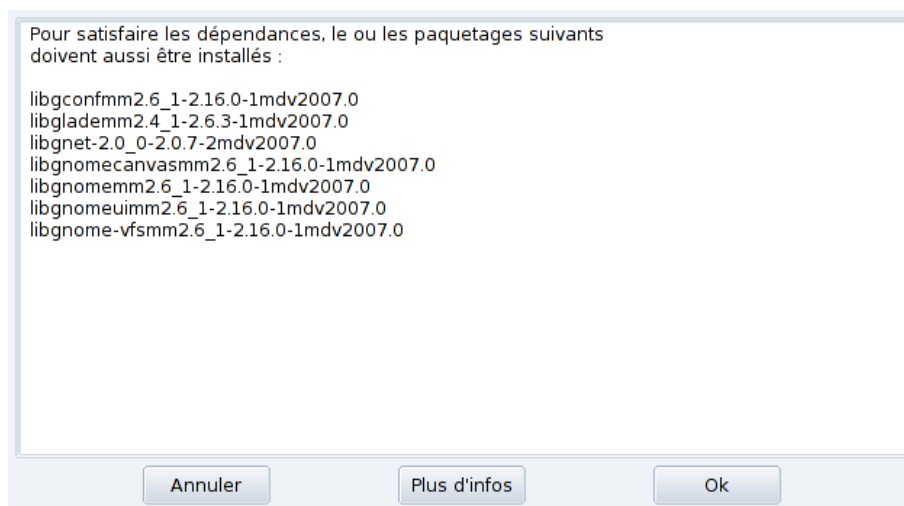 Pour satisfaire les dépendances, le ou les paquetages suivants
doivent aussi être installés :
libgconfmm2.6_1-2.16.0-1mdv2007.0
libglademm2.4_1-2.6.3-1mdv2007.0
libgnet-2.0_0-2.0.7-2mdv2007.0
libgnomecanvasmm2.6_1-2.16.0-1mdv2007.0
libgnomemm2.6_1-2.16.0-1mdv2007.0
libgnomeuimm2.6_1-2.16.0-1mdv2007.0
libgnome-vfsmm2.6_1-2.16.0-1mdv2007.0
Annuler
Plus d'infos
Ok